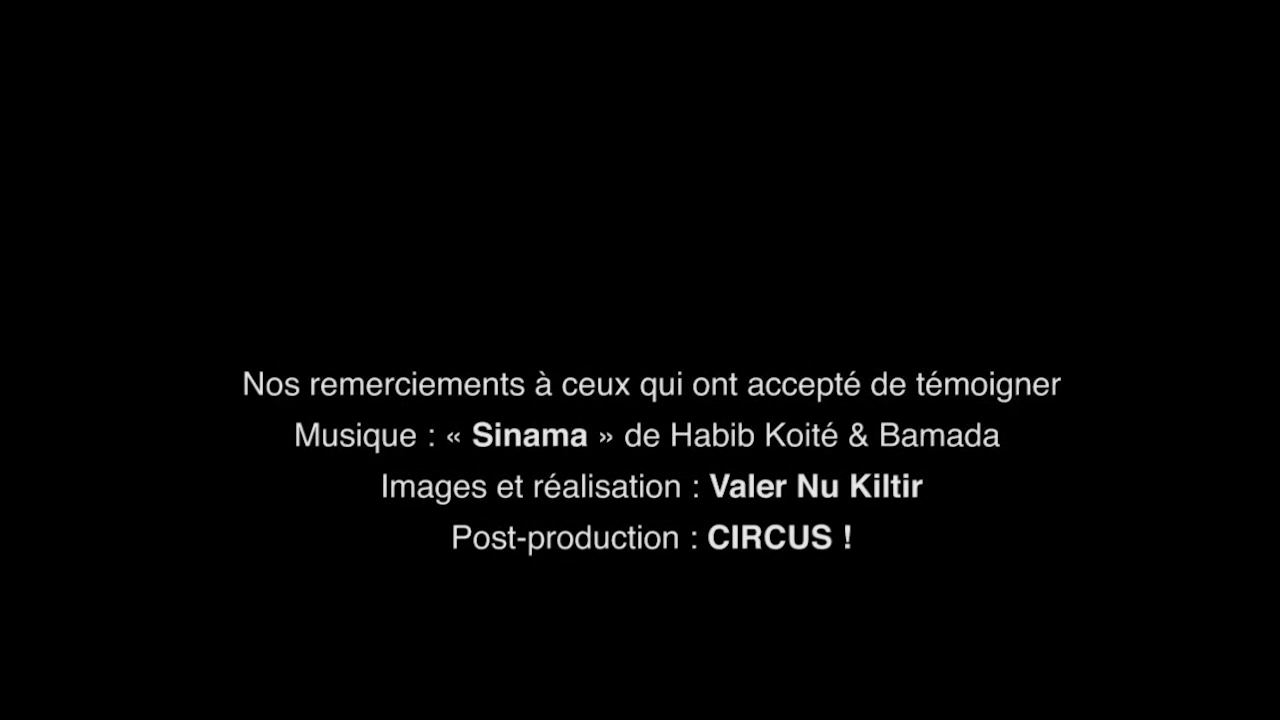 Nos remerciements à ceux qui ont accepté de témoigner
Musique : « Sinama » de Habib Koité & Bamada
Images et réalisation : Valer Nu Kiltir
Post-production : CIRCUS !